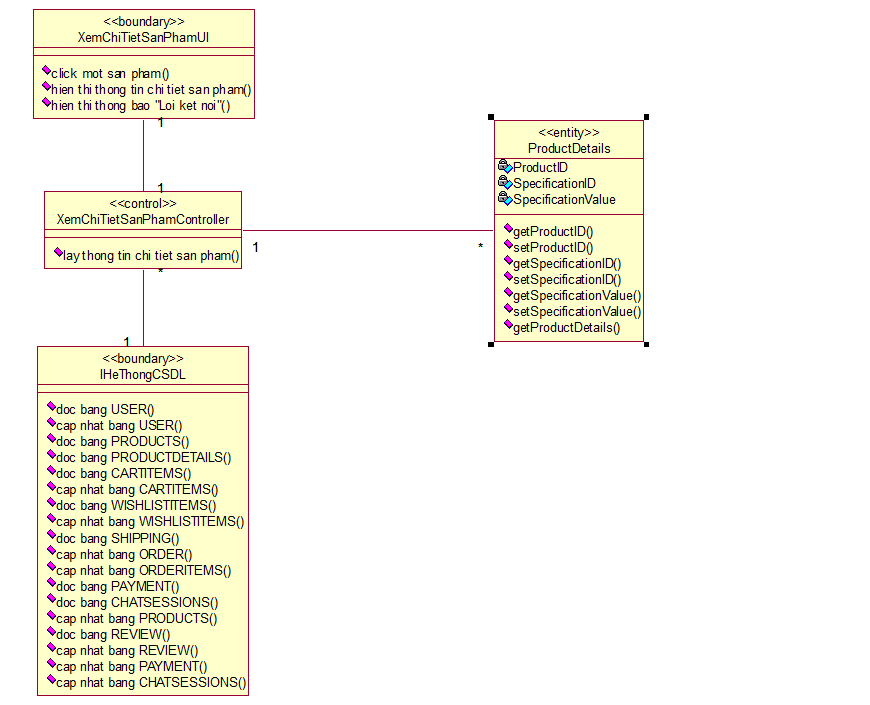 <<boundary>>
XemChiTietSanPhamUI
click mot san pham()
hien thi thong tin chi tiet san pham()
hien thi thong bao "Loi ket noi"()
1
1
<<control>>
XemChiTietSanPhamController
lay thong tin chi tiet san pham()
1
*
*
1
<<entity>>
ProductDetails
ProductID
SpecificationID
SpecificationValue
getProductID()
setProductID()
getSpecificationID()
setSpecificationID()
getSpecificationValue()
setSpecificationValue()
getProductDetails()
<<boundary>>
IHeThongCSDL
doc bang USER()
cap nhat bang USER()
doc bang PRODUCTS()
doc bang PRODUCTDETAILS()
doc bang CARTITEMS()
cap nhat bang CARTITEMS()
doc bang WISHLISTITEMS()
cap nhat bang WISHLISTITEMS()
doc bang SHIPPING()
cap nhat bang ORDER()
cap nhat bang ORDERITEMS()
doc bang PAYMENT()
doc bang CHATSESSIONS()
cap nhat bang PRODUCTS()
doc bang REVIEW()
cap nhat bang REVIEW()
cap nhat bang PAYMENT()
cap nhat bang CHATSESSIONS()